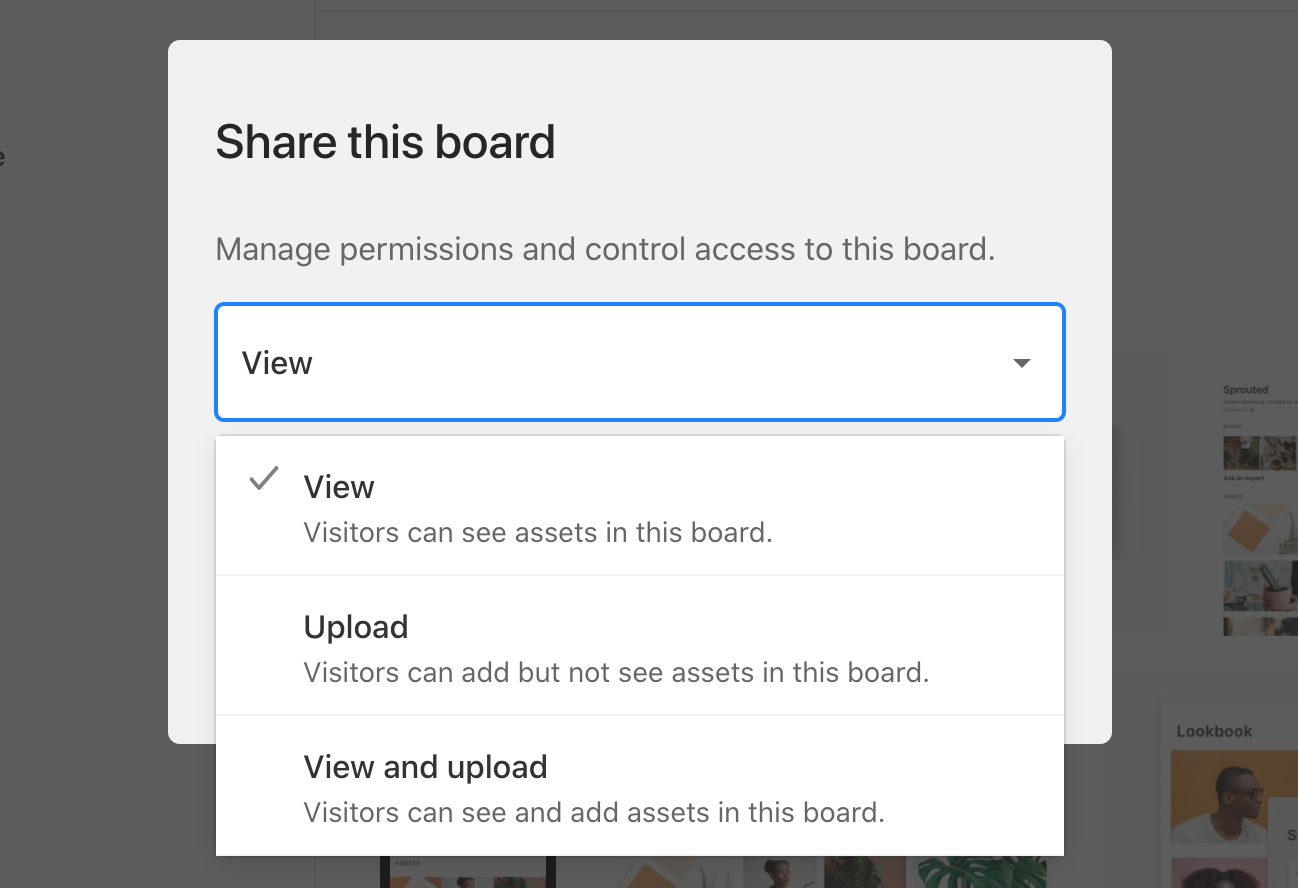 Share this board
Manage permissions and control access to this board.
View
View
Visitors can see assets in this board.
Upload
Visitors can add but not see assets in this board.
View and upload
Visitors can see and add assets in this board.
Sprouted
Ask an expert
ASSETS
Lookbook
ASSETS